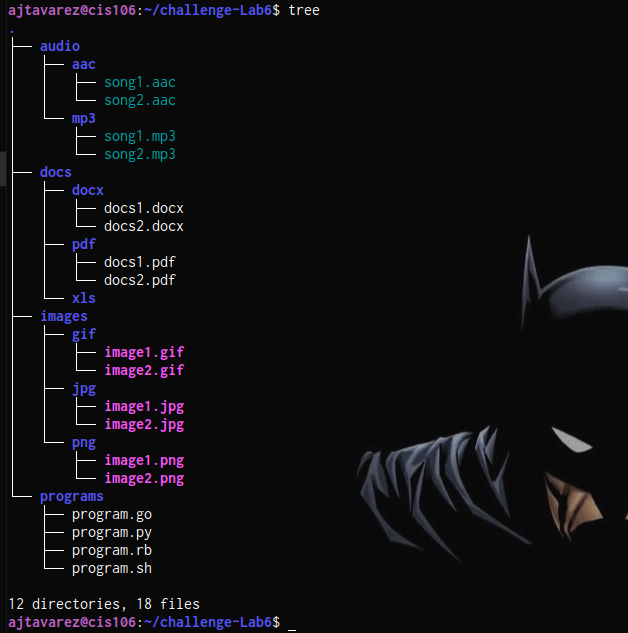 ajtavarez@cis106:~/challenge-Lab6$ tree
.
├── audio
│   ├── aac
│   │   ├── song1.aac
│   │   └── song2.aac
│   └── mp3
│       ├── song1.mp3
│       └── song2.mp3
├── docs
│   ├── docx
│   │   ├── docs1.docx
│   │   └── docs2.docx
│   ├── pdf
│   │   ├── docs1.pdf
│   │   └── docs2.pdf
│   └── xls
├── images
│   ├── gif
│   │   ├── image1.gif
│   │   └── image2.gif
│   ├── jpg
│   │   ├── image1.jpg
│   │   └── image2.jpg
│   └── png
│       ├── image1.png
│       └── image2.png
└── programs
    ├── program.go
    ├── program.py
    ├── program.rb
    └── program.sh

12 directories, 18 files
ajtavarez@cis106:~/challenge-Lab6$ _